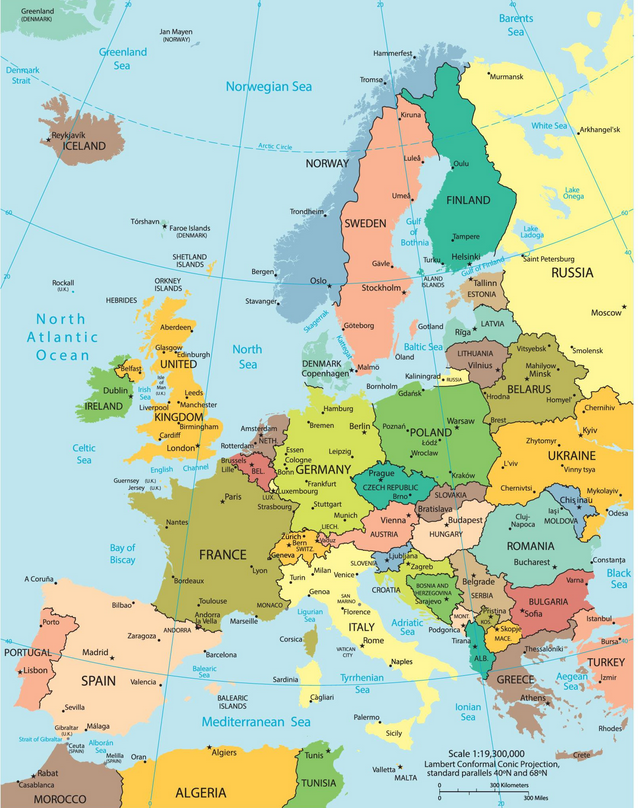 Greenland
(DENMARK)
Jan Mayen
(NORWAY)
Barents
Sea
Greenland
Sea
Hammerfest
Denmark
Strait
Tromsø
Murmansk
Norwegian Sea
Kiruna
White Sea
Arkhangel'sk
Reykjavík
ICELAND
Arctic Circle
NORWAY
Luleå
Oulu
Umeå
Lake
Onega
FINLAND
Trondheim
SWEDEN
Gulf
of
Bothnia
Tórshavn
Faroe Islands
(DENMARK)
Lake
Ladoga
Tampere
SHETLAND
ISLANDS
Gävle
Turku
Helsinki
Saint Petersburg
Gulf of Finland
Bergen
Oslo
ALAND
ISLANDS
RUSSIA
Rockall
(U.K.)
ORKNEY
ISLANDS
Stockholm
Tallinn
ESTONIA
HEBRIDES
Stavanger
Moscow
North
Atlantic
Ocean
Aberdeen
Skagerrak
Göteborg
Gotland
Rīga
LATVIA
Kattegat
North
Sea
Glasgow
Edinburgh
Baltic Sea
LITHUANIA
Vitsyebsk
Smolensk
UNITED
KINGDOM
Belfast
DENMARK
Copenhagen
Malmö
Öland
Vilnius
Mahilyow
Minsk
Isle
of
Man
(U.K.)
Kaliningrad
RUSSIA
BELARUS
Dublin
Irish
Sea
Leeds
Bornholm
Gdańsk
Hrodna
Homyel'
IRELAND
Liverpool
Manchester
Hamburg
Chernihiv
Birmingham
Amsterdam
Bremen
Berlin
Poznań
Warsaw
Brest
POLAND
Kyiv
Cardiff
NETH.
Rotterdam
Łódź
Zhytomyr
London
Essen
Cologne
Bonn
Leipzig
Wroclaw
UKRAINE
Celtic
Sea
English Channel
Brussels
BEL.
Lille
GERMANY
Prague
Kraków
L'viv
Vinny tsya
Guernsey (U.K.)
Jersey (U.K.)
Frankfurt
CZECH REPUBLIC
Brno
LUX.
Luxembourg
Chernivtsi
Mykolayiv
Paris
Strasbourg
Stuttgart
SLOVAKIA
Chisinau
Odesa
Munich
Vienna
Bratislava
Iaşi
MOLDOVA
Nantes
LIECH.
Budapest
Cluj-
Napoca
Zürich
Bern
SWITZ.
Vaduz
AUSTRIA
HUNGARY
Bay of
Biscay
FRANCE
Geneva
SLOVENIA
Ljubljana
Zagreb
ROMANIA
Lyon
Milan
Venice
Bucharest
Constanţa
Turin
CROATIA
BOSNIA AND
HERZEGOVINA
Sarajevo
Belgrade
SERBIA
Black
Sea
A Coruña
Bordeaux
Genoa
Varna
Bilbao
Toulouse
MONACO
SAN
MARINO
BULGARIA
Andorra
la Vella
ANDORRA
Marseille
Ligurian
Sea
Florence
MONT.
Pristina
KOS.
Sofia
Porto
Zaragoza
Corsica
ITALY
Adriatic
Sea
Podgorica
Skopje
MACE.
Istanbul
PORTUGAL
Madrid
Barcelona
VATICAN
CITY
Rome
Tirana
ALB.
Thessaloníki
Bursa
Lisbon
SPAIN
Balearic
Sea
Sardinia
Naples
TURKEY
Valencia
BALEARIC
ISLANDS
Tyrrhenian
Sea
GREECE
Aegean
Sea
Izmir
Cágliari
Athens
Sevilla
Ionian
Sea
Gibraltar
(U.K.)
Málaga
Mediterranean Sea
Palermo
Rhodes
Strait of Gibraltar
Ceuta
(SPAIN)
Alborán
Sea
Sicily
Melilla
(SPAIN)
Oran
Algiers
Tunis
Crete
Rabat
Casablanca
MOROCCO
ALGERIA
TUNISIA
Valletta
MALTA
Scale 1:19,300,000
Lambert Conformal Conic Projection,
standard parallels 40ºN and 68ºN
0 300 Kilometers
0 300 Miles